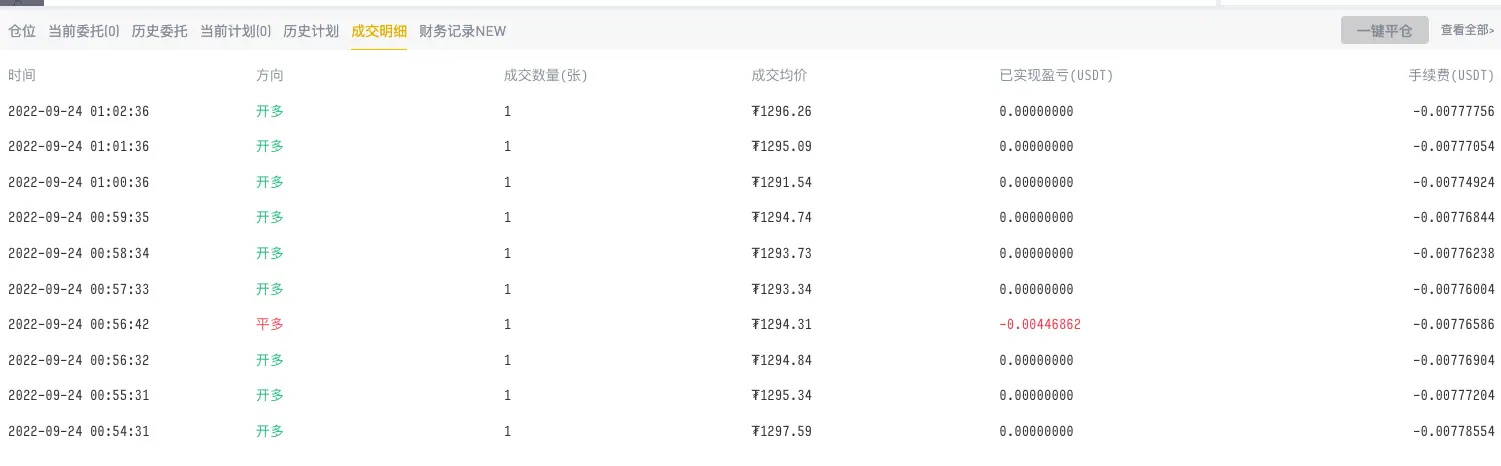 仓位 当前委托(0) 历史委托 当前计划(0) 历史计划 成交明细 财务记录NEW 一键平仓 查看全部>
时间 方向 成交数量(张) 成交均价 已实现盈亏(USDT) 手续费(USDT)
2022-09-24 01:02:36 开多 1 ₮1296.26 0.00000000 -0.00777756
2022-09-24 01:01:36 开多 1 ₮1295.09 0.00000000 -0.00777054
2022-09-24 01:00:36 开多 1 ₮1291.54 0.00000000 -0.00774924
2022-09-24 00:59:35 开多 1 ₮1294.74 0.00000000 -0.00776844
2022-09-24 00:58:34 开多 1 ₮1293.73 0.00000000 -0.00776238
2022-09-24 00:57:33 开多 1 ₮1293.34 0.00000000 -0.00776004
2022-09-24 00:56:42 平多 1 ₮1294.31 -0.00446862 -0.00776586
2022-09-24 00:56:32 开多 1 ₮1294.84 0.00000000 -0.00776904
2022-09-24 00:55:31 开多 1 ₮1295.34 0.00000000 -0.00777204
2022-09-24 00:54:31 开多 1 ₮1297.59 0.00000000 -0.00778554